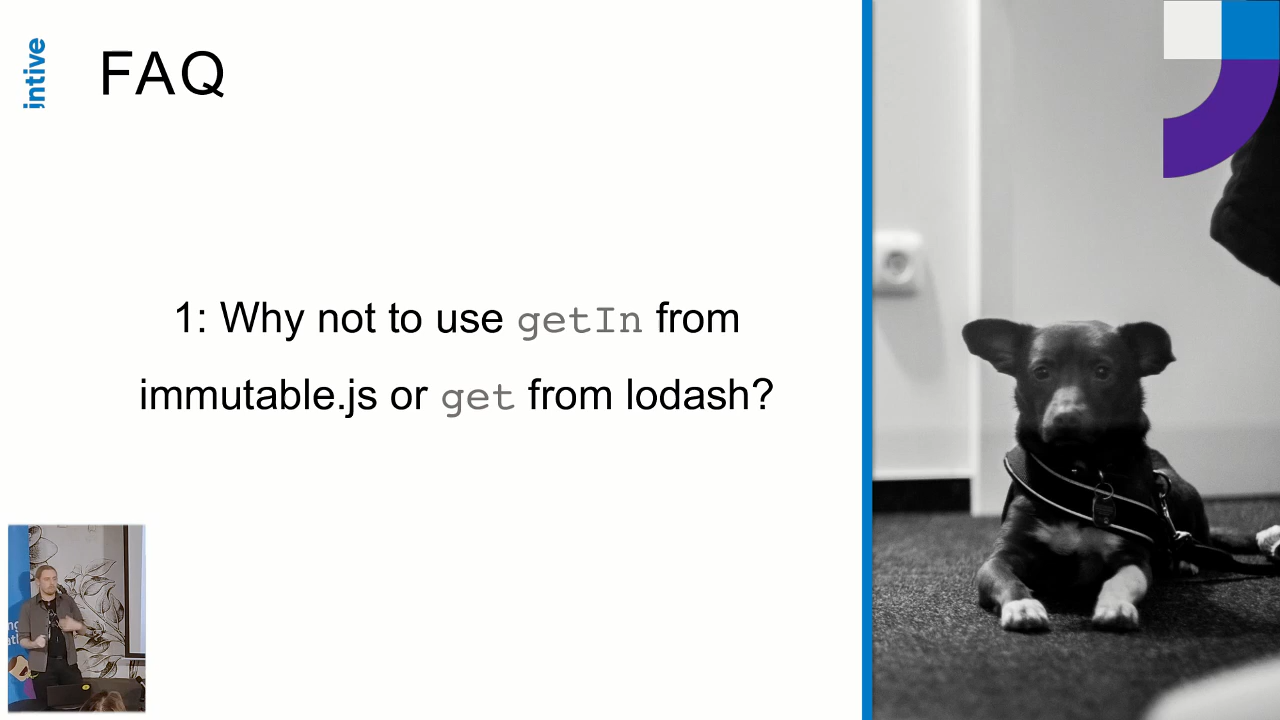 intive
FAQ
1: Why not to use getIn from
immutable.js or get from lodash?